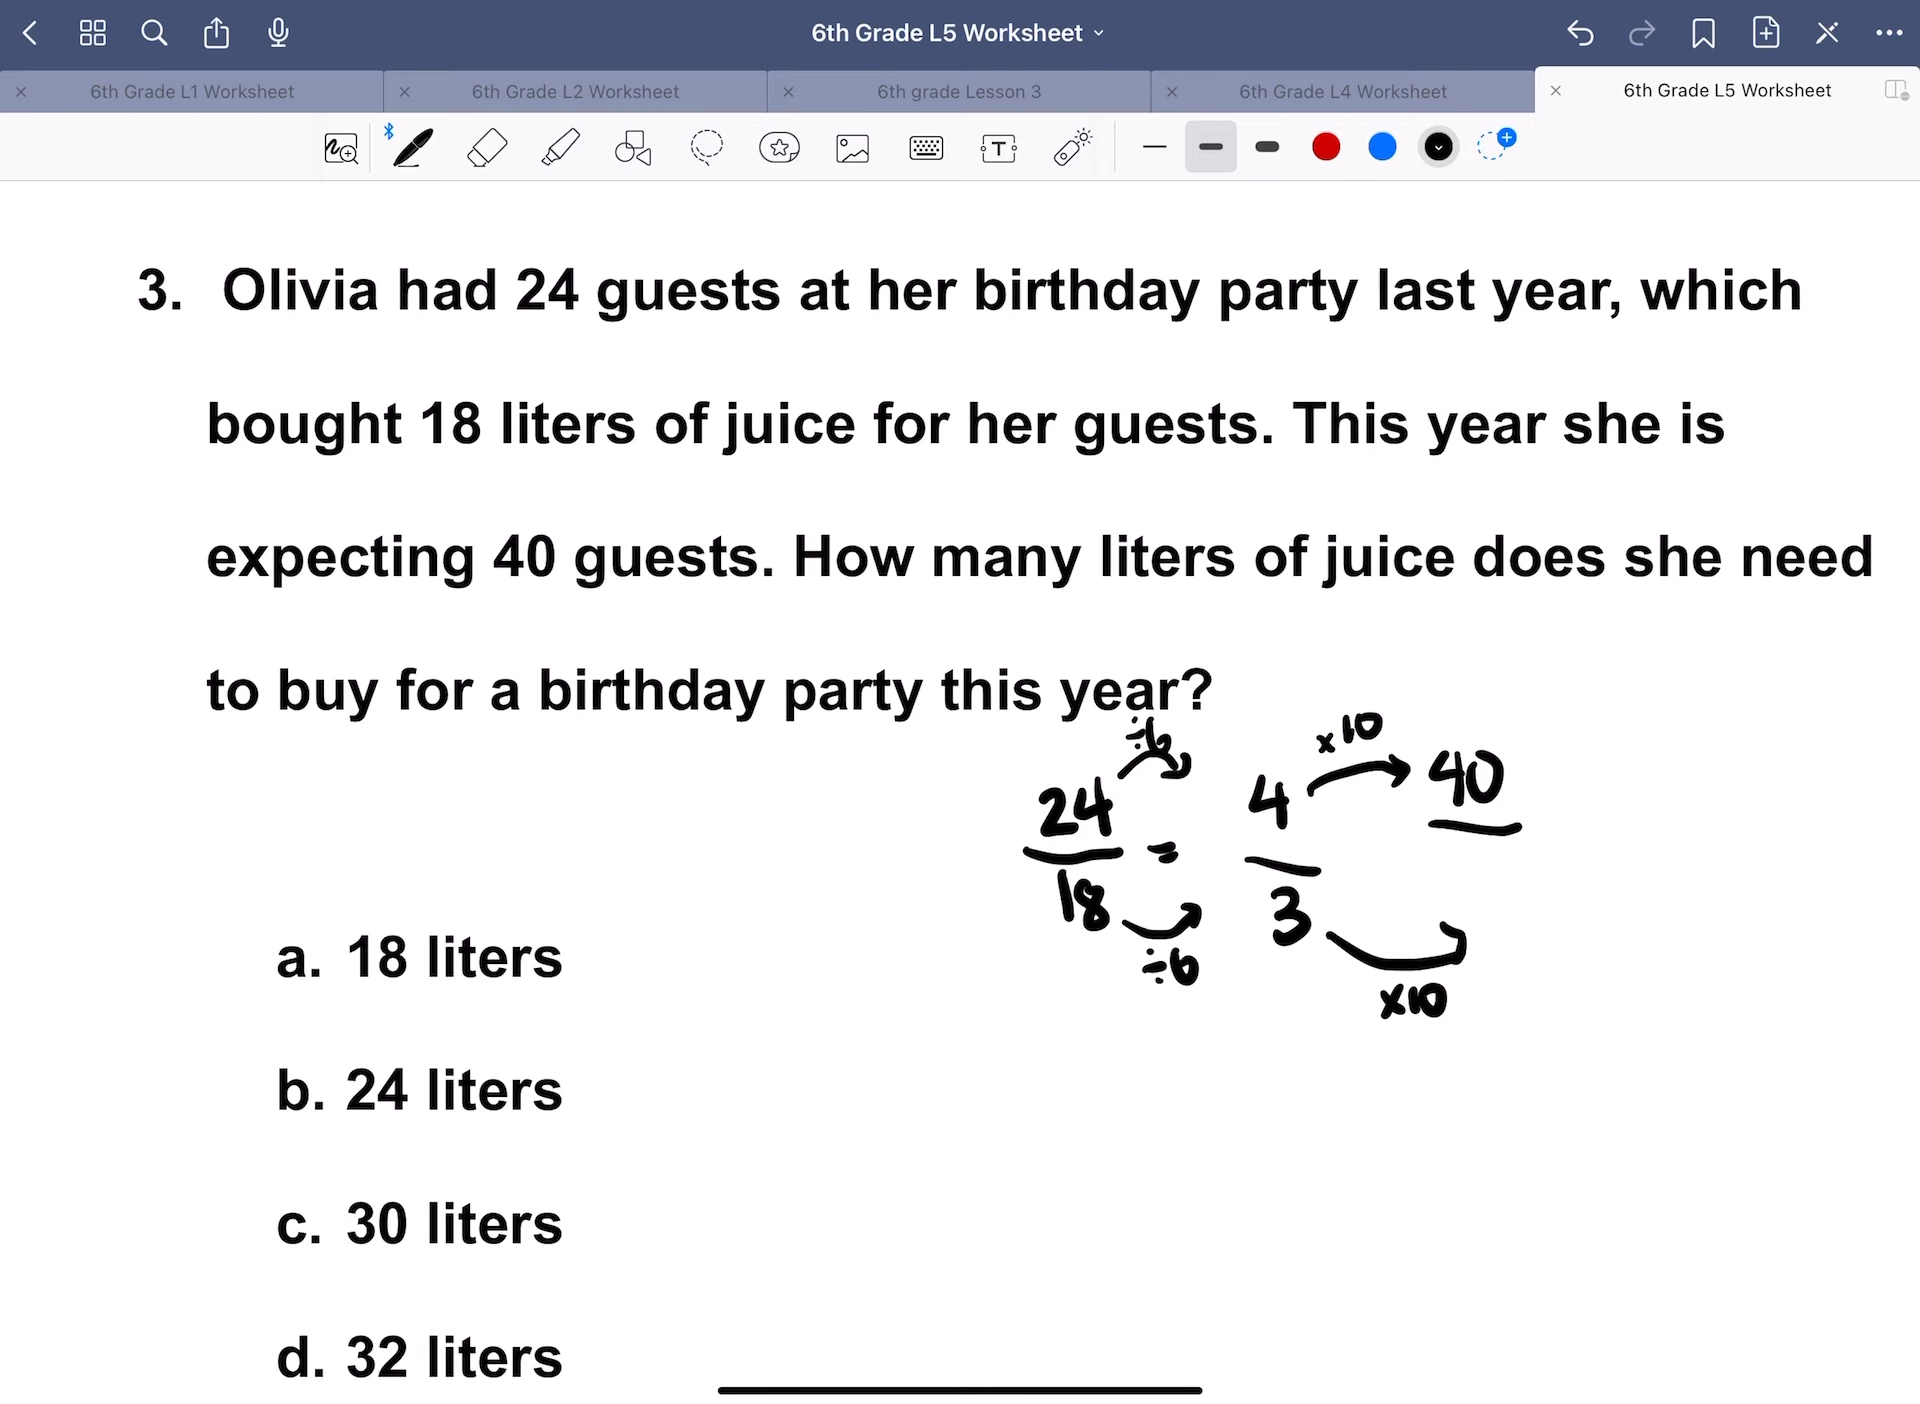 6th Grade L5 Worksheet
6th Grade L1 Worksheet
6th Grade L2 Worksheet
6th grade Lesson 3
6th Grade L4 Worksheet
6th Grade L5 Worksheet
T
3. Olivia had 24 guests at her birthday party last year, which
bought 18 liters of juice for her guests. This year she is
expecting 40 guests. How many liters of juice does she need
to buy for a birthday party this year?
÷6
×10
24
4
40
=
18
3
÷6
×10
a. 18 liters
b. 24 liters
c. 30 liters
d. 32 liters